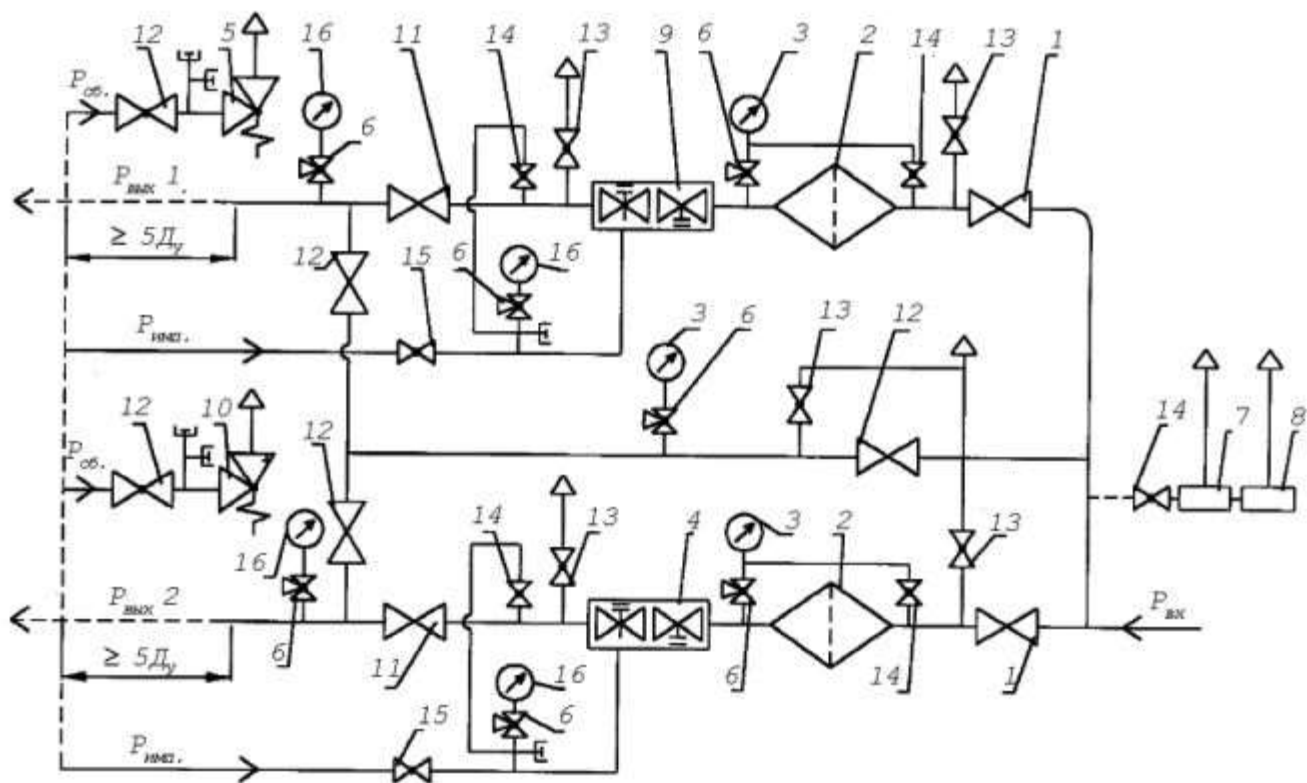 12 5 16 11 14 13 9 6 3 2 14 13 1
Pсб.
6
Pвых 1.
≥ 5Ду
12 15 6 16
Pимп.
3 6 13 12
12 10 12
14 7 8
Pсб.
16 14 13 4 3 2 13
Pвых 2
Pвх
6 11 6 14 1
≥ 5Ду
16
15 6
Pимп.